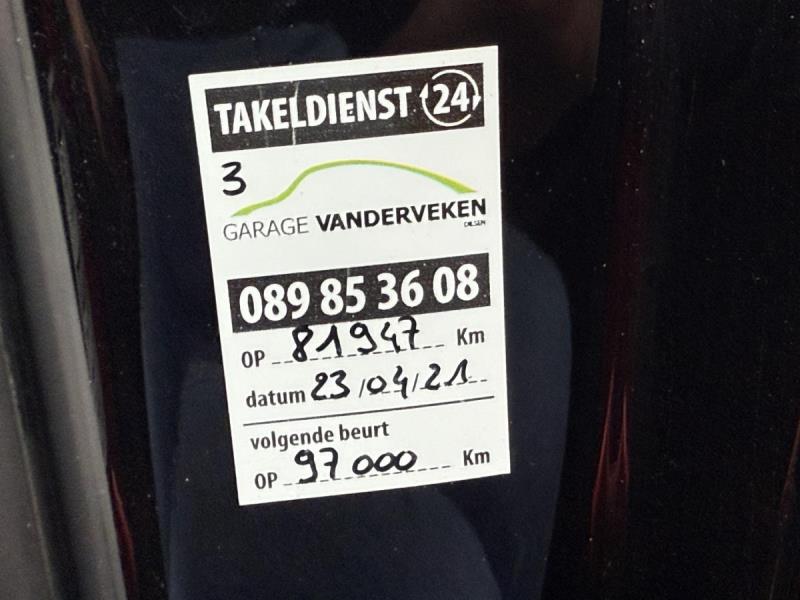 TAKELDIENST 24
3
GARAGE VANDERVEKEN
DILSEN
089 85 36 08
OP 81947 Km
datum 23/04/21
volgende beurt
OP 97000 Km